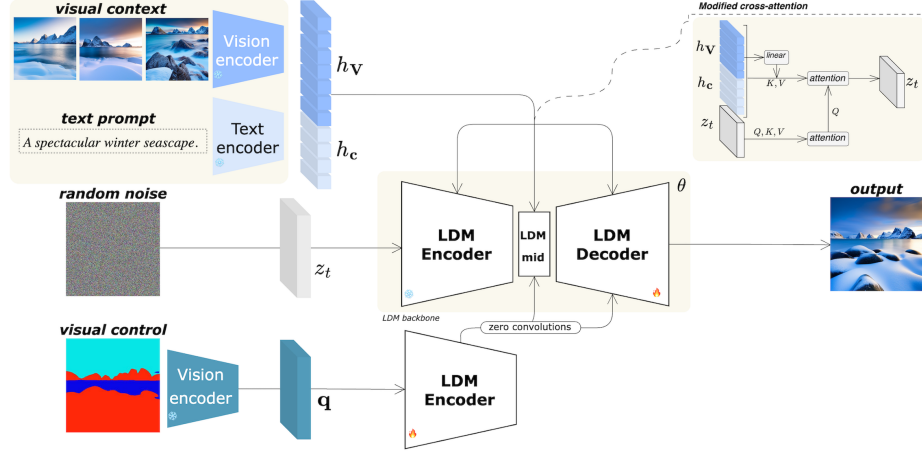 visual context
Vision
encoder
h_V
text prompt
A spectacular winter seascape.
Text
encoder
h_c
Modified cross-attention
h_V
linear
h_c
K, V
attention
z_t
z_t
Q
Q, K, V
attention
random noise
z_t
θ
LDM
Encoder
LDM
mid
LDM
Decoder
output
LDM backbone
zero convolutions
visual control
Vision
encoder
q
LDM
Encoder